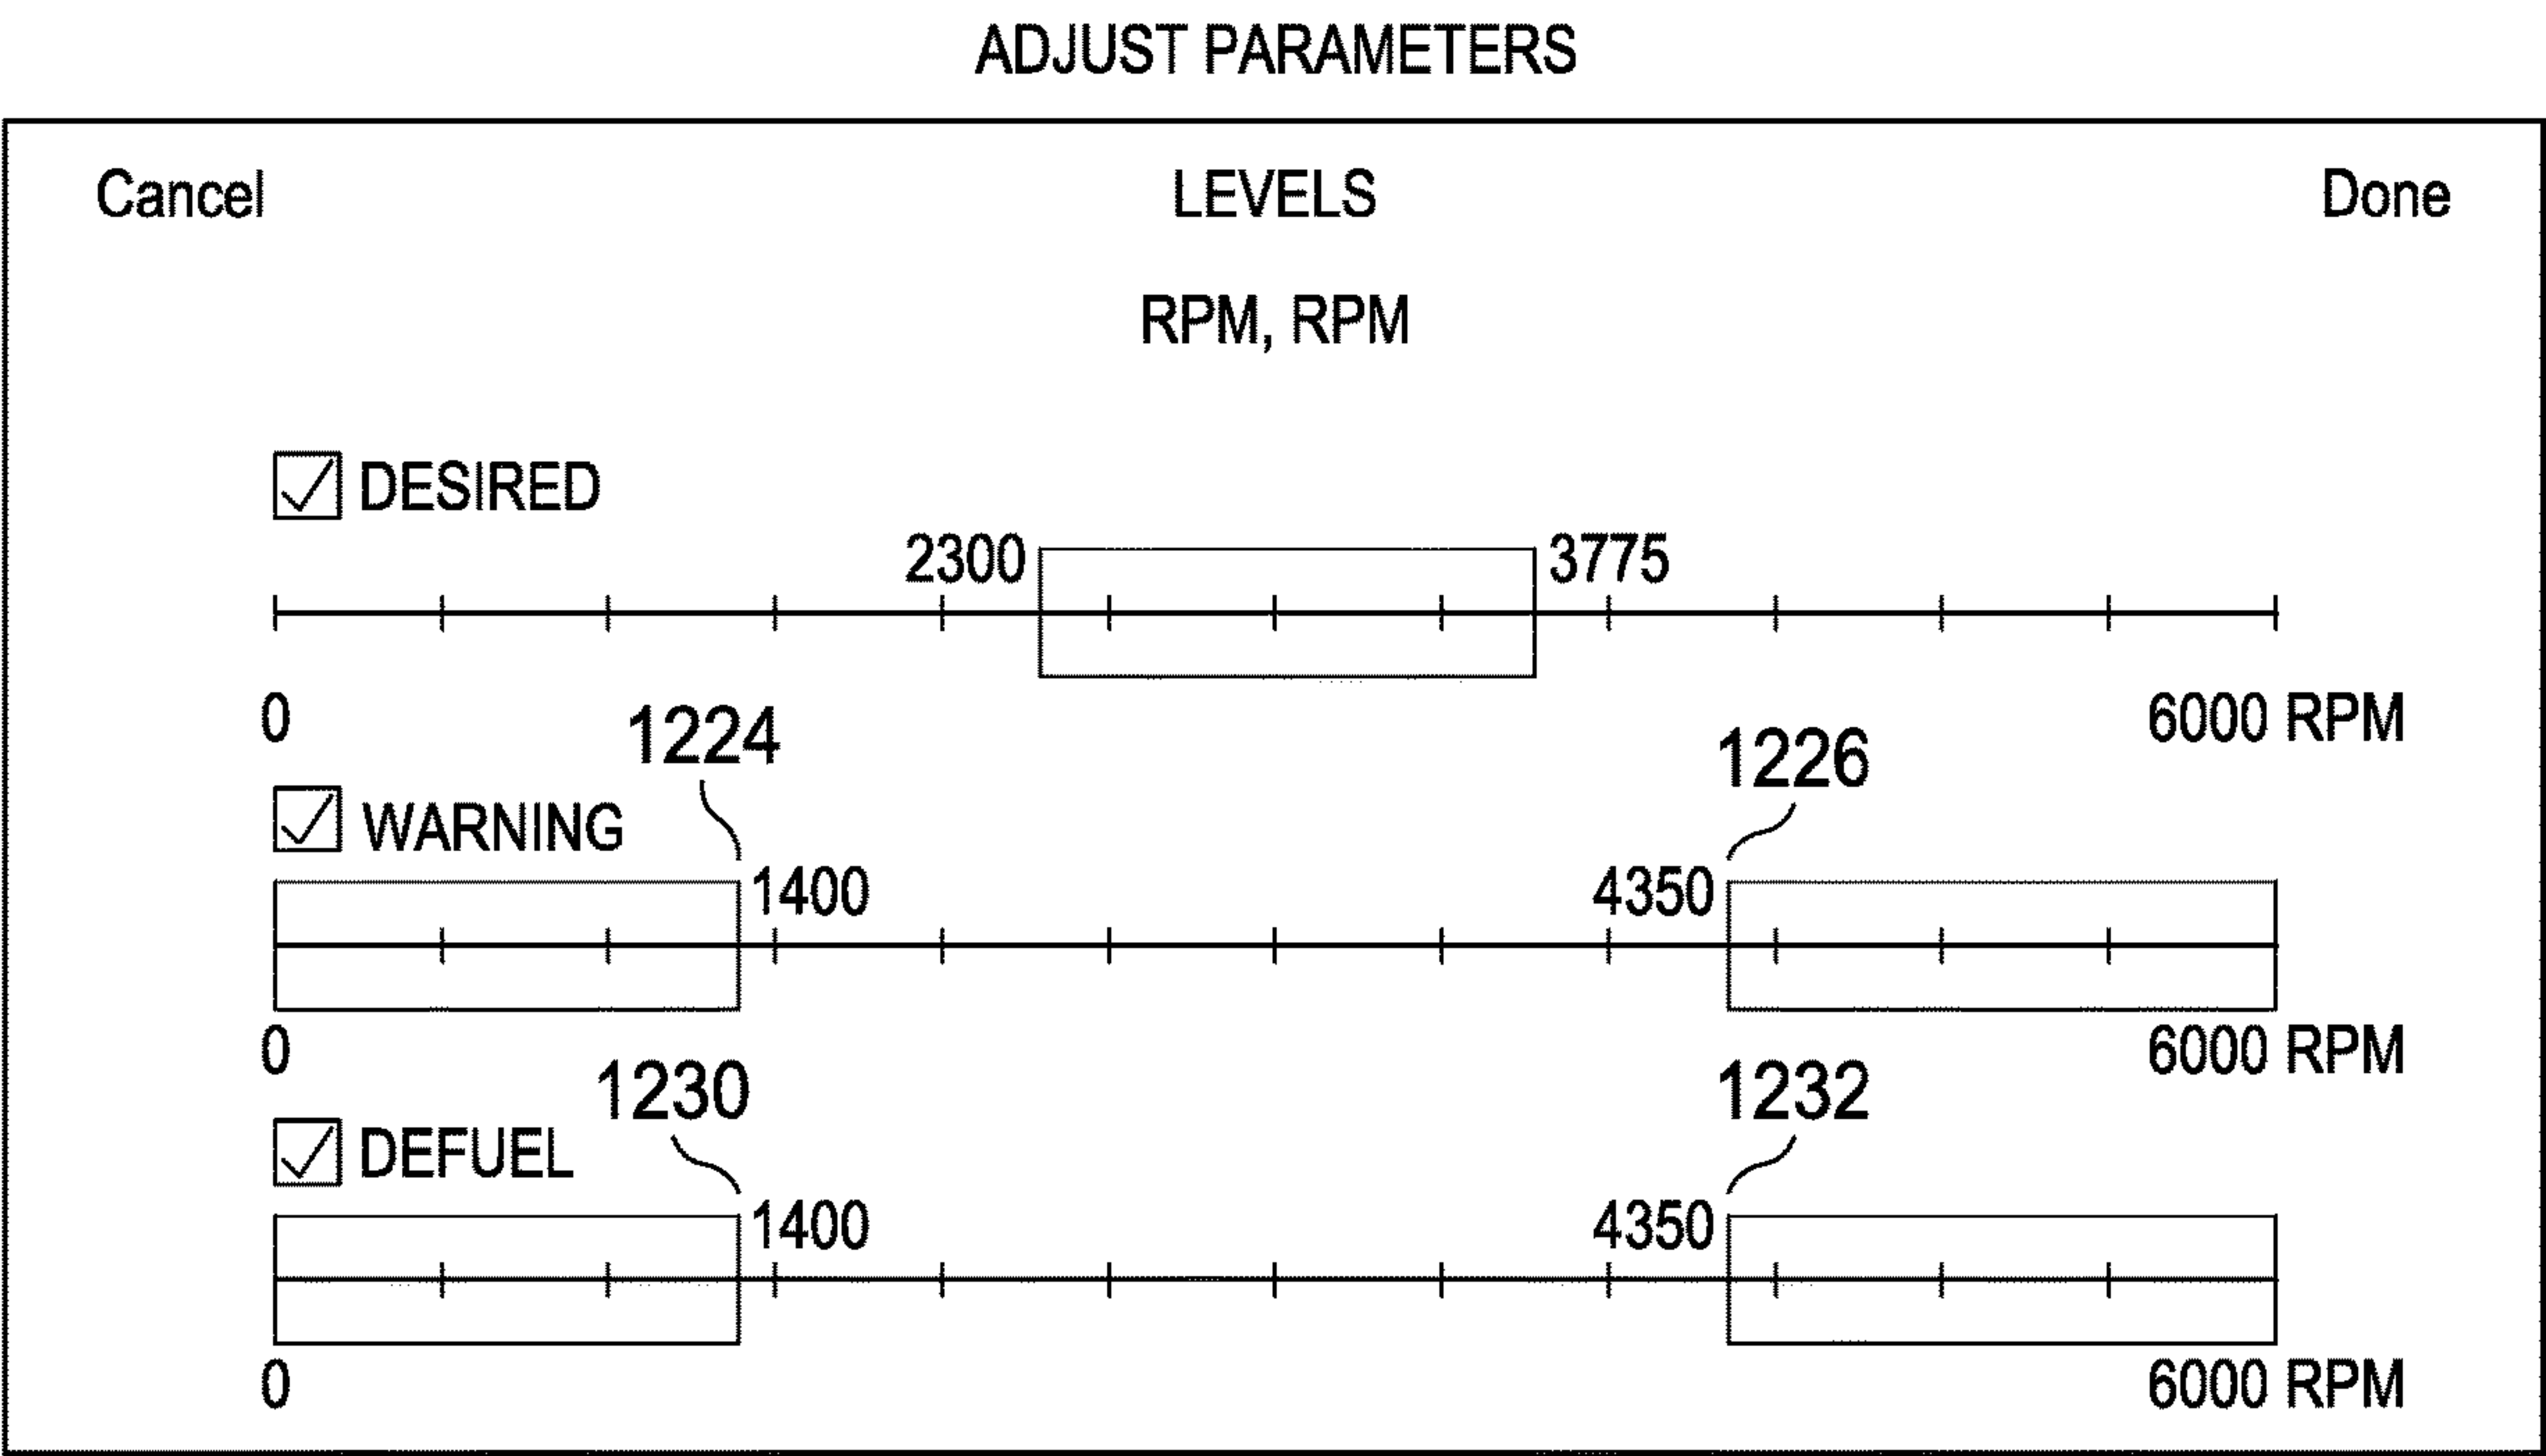 ADJUST PARAMETERS
Cancel LEVELS Done
RPM, RPM
DESIRED
2300 3775
0 6000 RPM
1224 1226
WARNING
1400 4350
0 6000 RPM
1230 1232
DEFUEL
1400 4350
0 6000 RPM